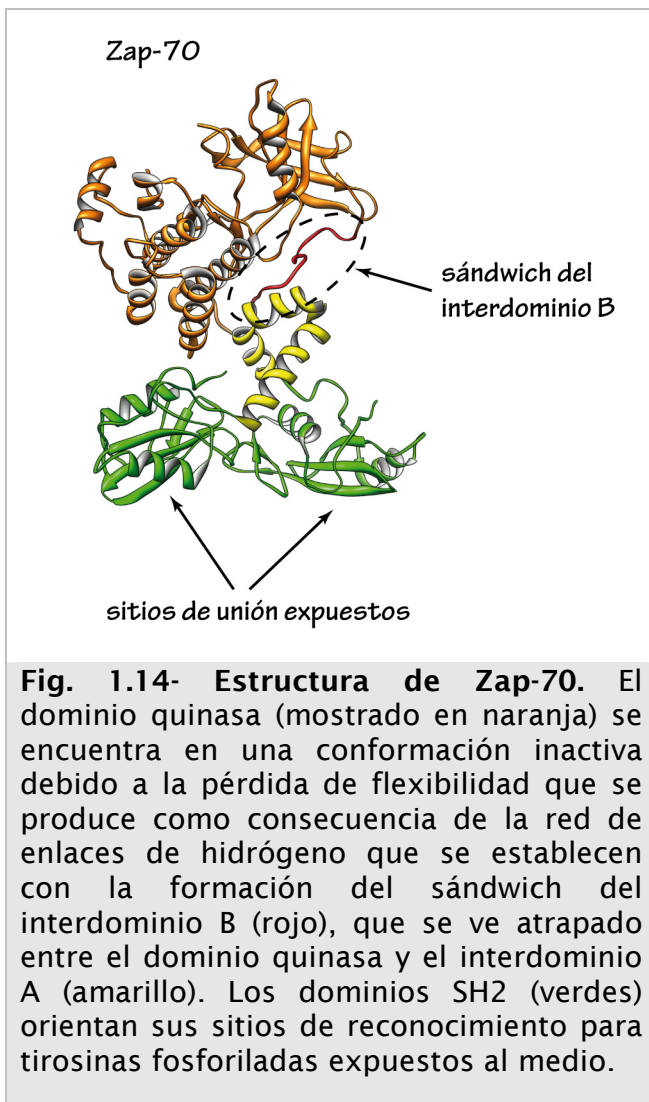 Zap-70
sándwich del
interdominio B
sitios de unión expuestos
Fig. 1.14- Estructura de Zap-70. El
dominio quinasa (mostrado en naranja) se
encuentra en una conformación inactiva
debido a la pérdida de flexibilidad que se
produce como consecuencia de la red de
enlaces de hidrógeno que se establecen
con la formación del sándwich del
interdominio B (rojo), que se ve atrapado
entre el dominio quinasa y el interdominio
A (amarillo). Los dominios SH2 (verdes)
orientan sus sitios de reconocimiento para
tirosinas fosforiladas expuestos al medio.